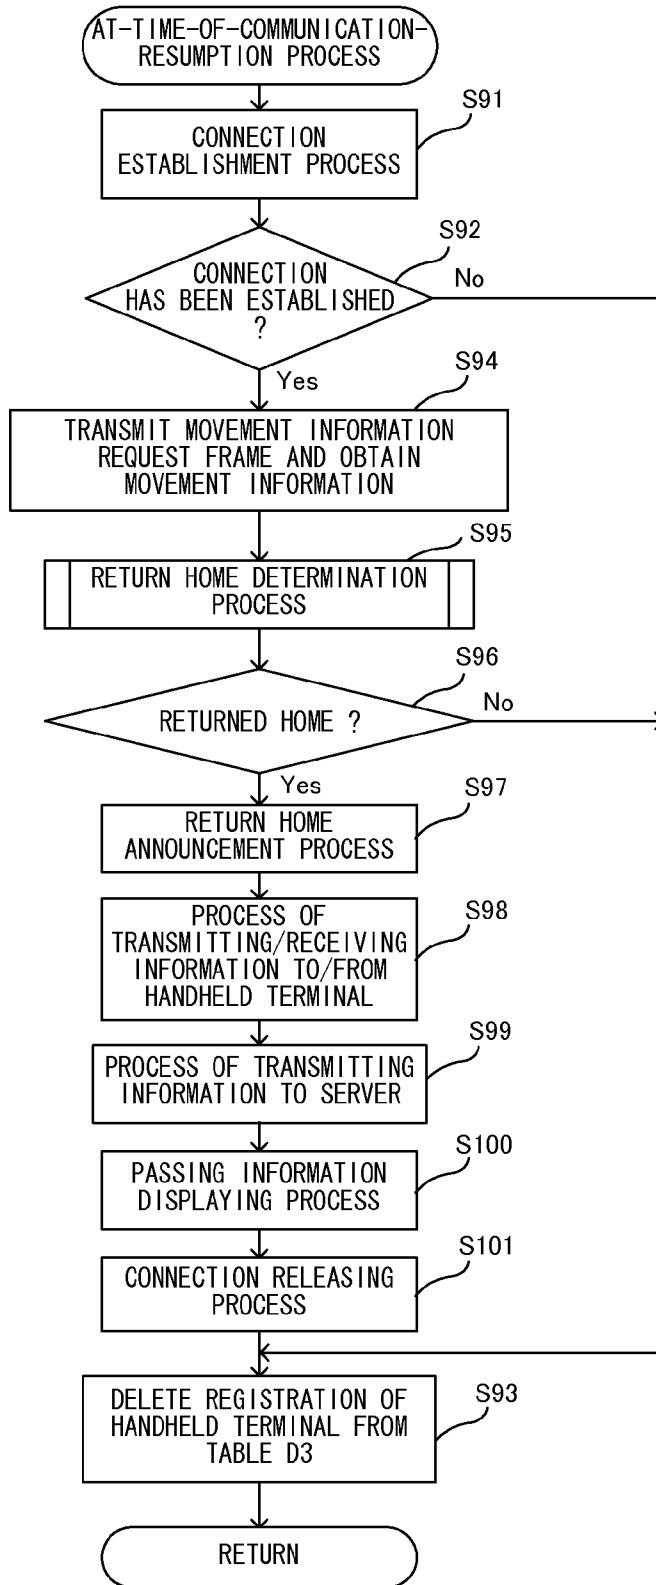 AT-TIME-OF-COMMUNICATION-
RESUMPTION PROCESS
S91
CONNECTION
ESTABLISHMENT PROCESS
S92
CONNECTION
HAS BEEN ESTABLISHED
?
No
Yes
S94
TRANSMIT MOVEMENT INFORMATION
REQUEST FRAME AND OBTAIN
MOVEMENT INFORMATION
S95
RETURN HOME DETERMINATION
PROCESS
S96
RETURNED HOME ?
No
Yes
S97
RETURN HOME
ANNOUNCEMENT PROCESS
S98
PROCESS OF
TRANSMITTING/RECEIVING
INFORMATION TO/FROM
HANDHELD TERMINAL
S99
PROCESS OF TRANSMITTING
INFORMATION TO SERVER
S100
PASSING INFORMATION
DISPLAYING PROCESS
S101
CONNECTION RELEASING
PROCESS
S93
DELETE REGISTRATION OF
HANDHELD TERMINAL FROM
TABLE D3
RETURN